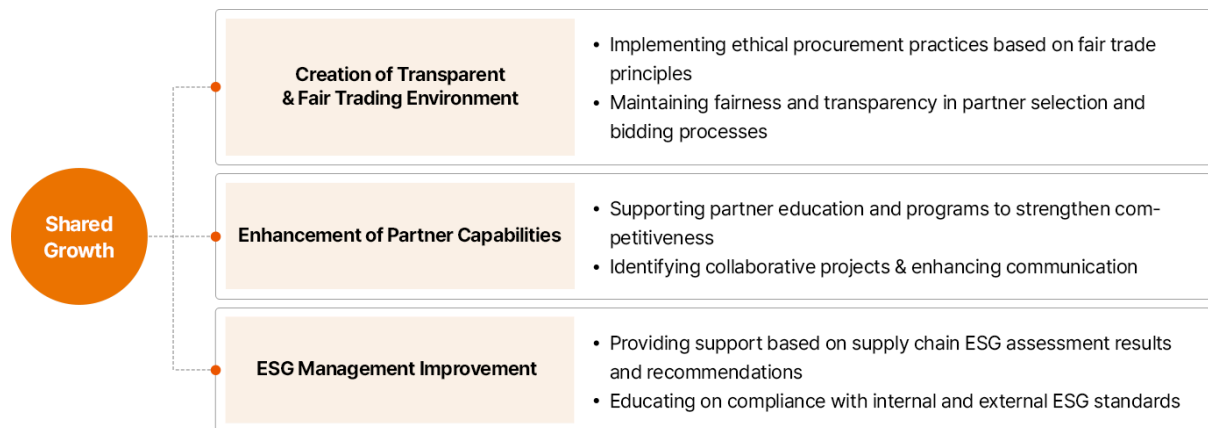 Shared
Growth
Creation of Transparent
& Fair Trading Environment
• Implementing ethical procurement practices based on fair trade
principles
• Maintaining fairness and transparency in partner selection and
bidding processes
Enhancement of Partner Capabilities
• Supporting partner education and programs to strengthen com-
petitiveness
• Identifying collaborative projects & enhancing communication
ESG Management Improvement
• Providing support based on supply chain ESG assessment results
and recommendations
• Educating on compliance with internal and external ESG standards